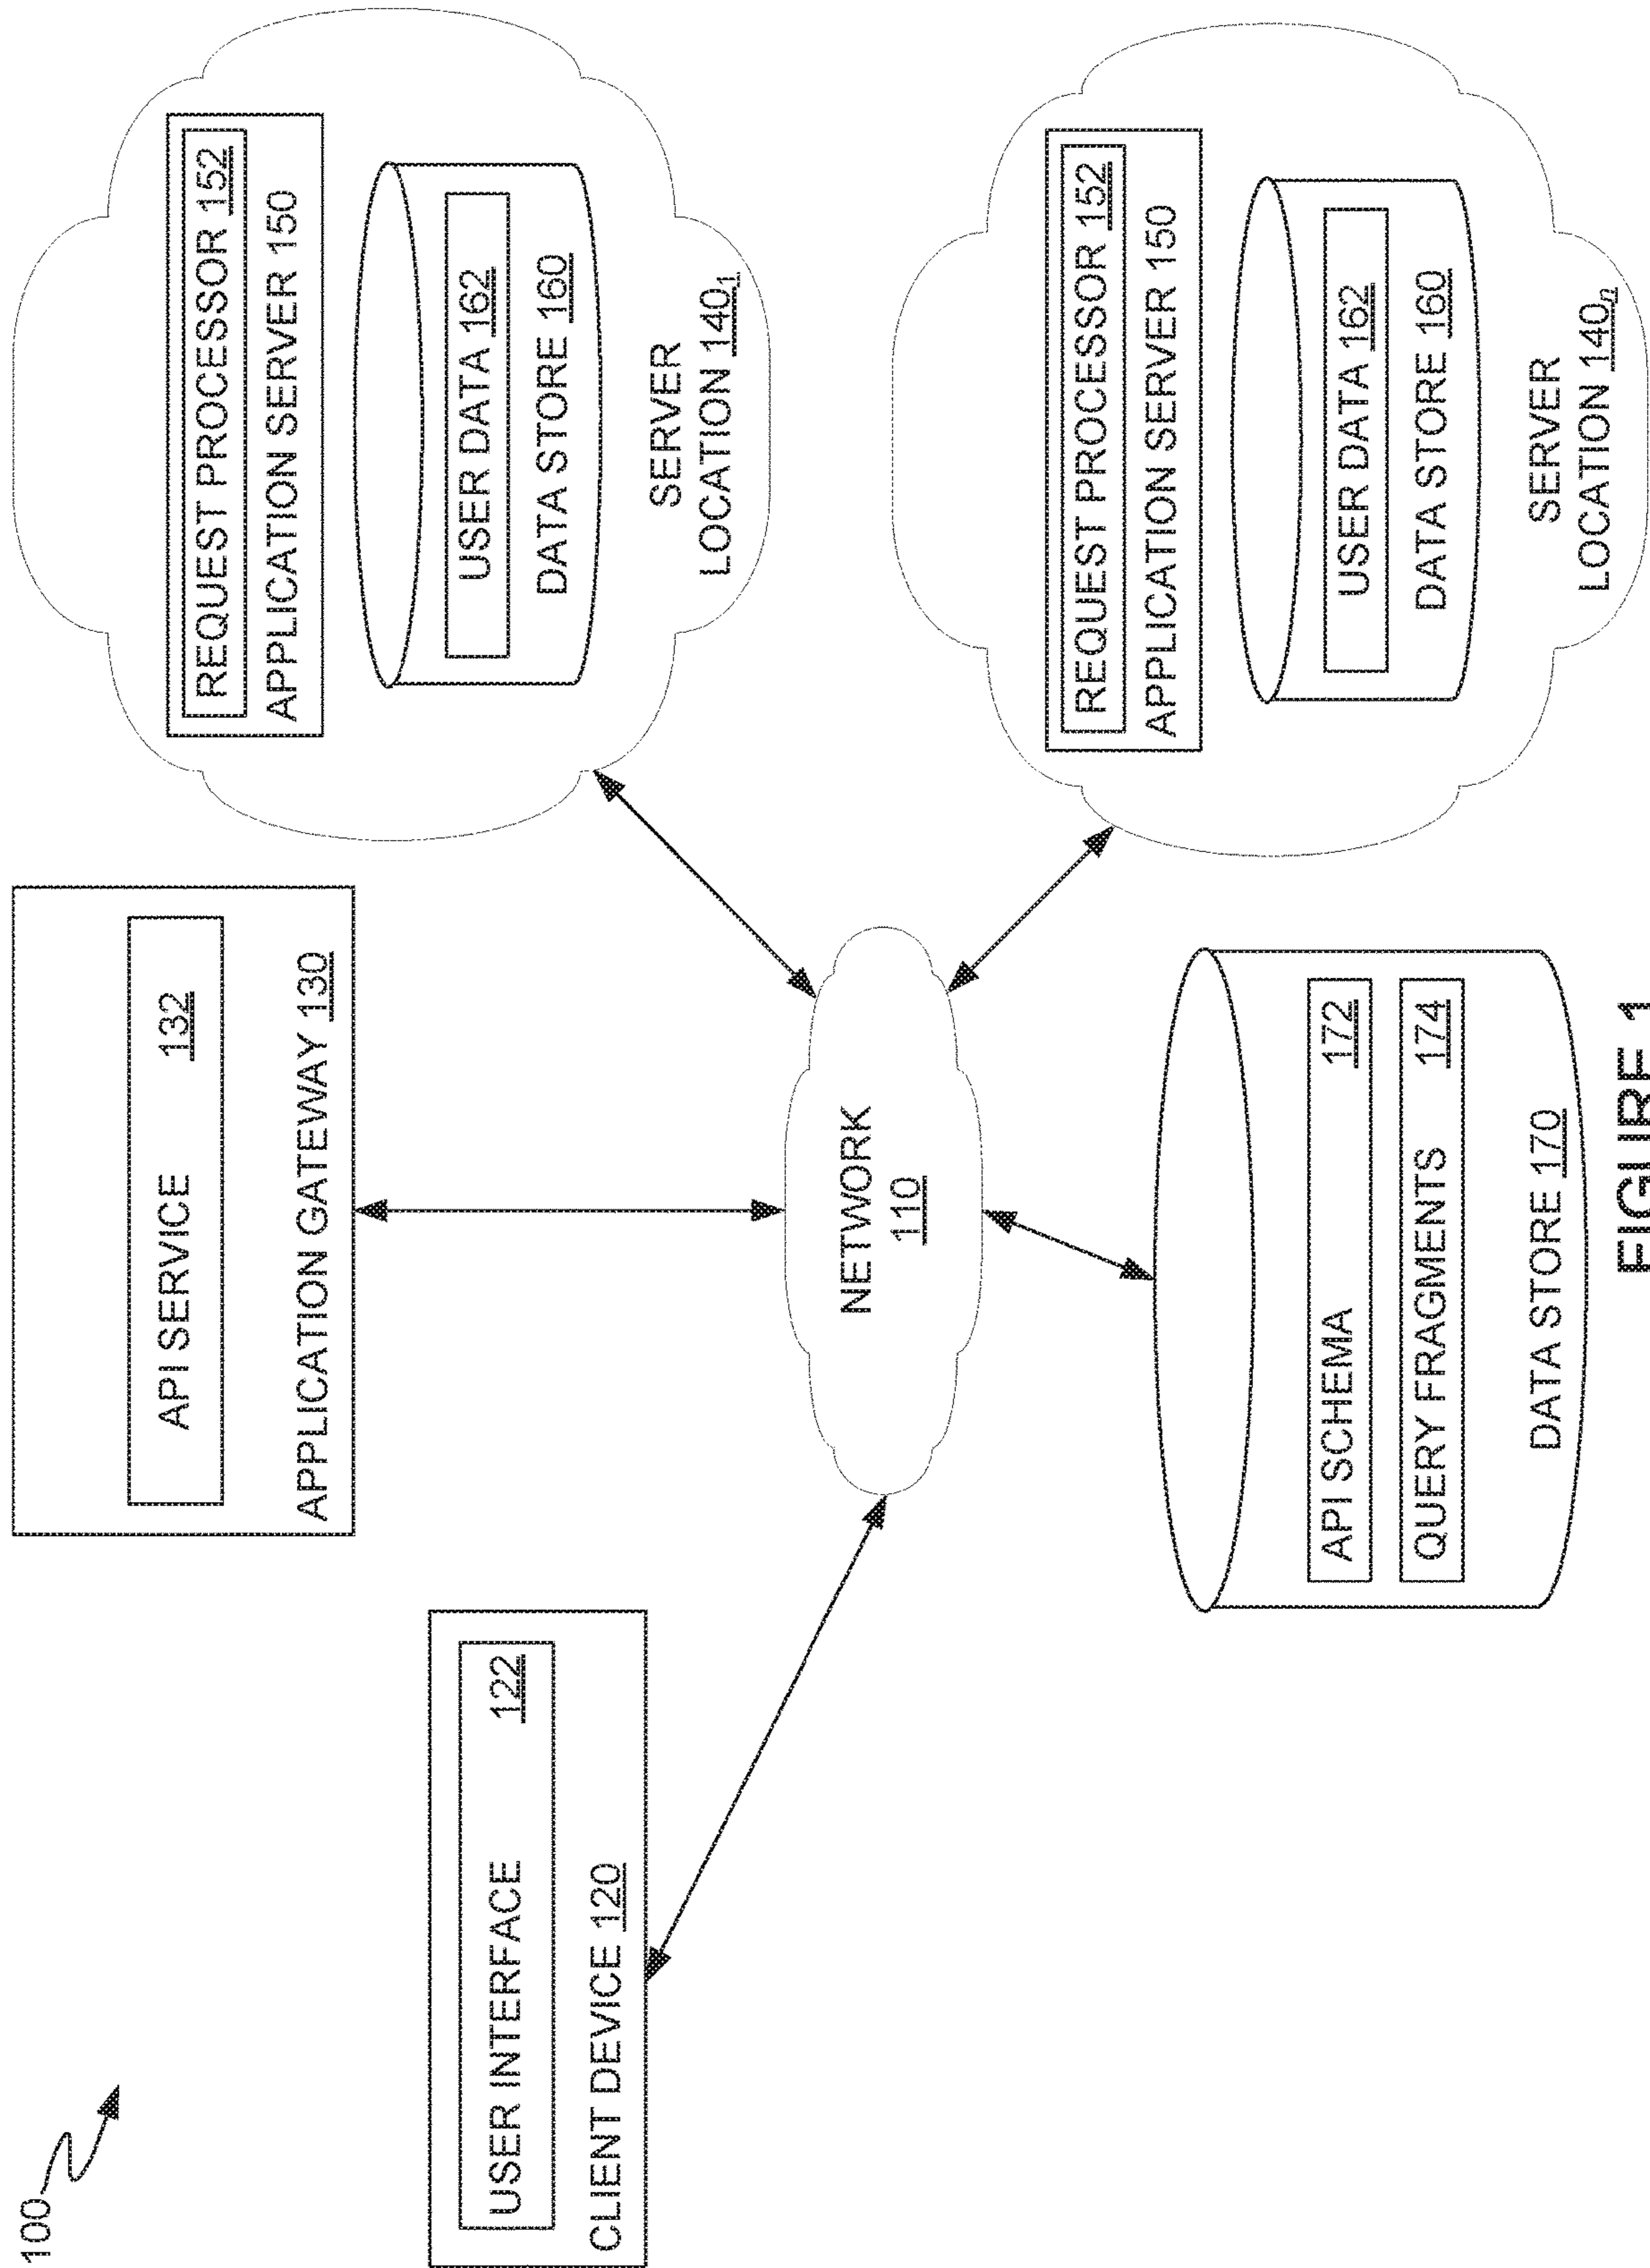 100
API SERVICE 132
APPLICATION GATEWAY 130
REQUEST PROCESSOR 152
APPLICATION SERVER 150
USER DATA 162
DATA STORE 160
SERVER
LOCATION 140₁
USER INTERFACE 122
CLIENT DEVICE 120
NETWORK
110
REQUEST PROCESSOR 152
APPLICATION SERVER 150
USER DATA 162
DATA STORE 160
SERVER
LOCATION 140ₙ
API SCHEMA 172
QUERY FRAGMENTS 174
DATA STORE 170
FIGURE 1